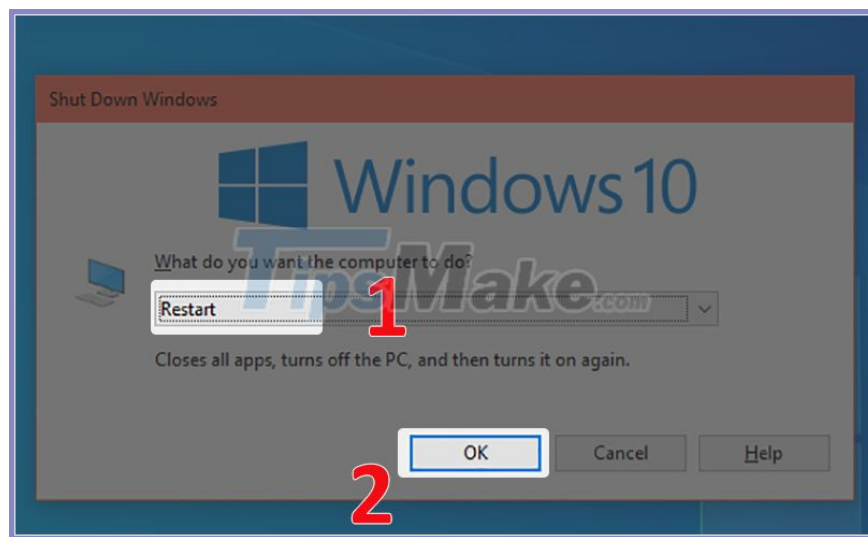 Shut Down Windows
Windows 10
What do you want the computer to do?
TipsMake.com
Restart
1
Closes all apps, turns off the PC, and then turns it on again.
OK
Cancel
Help
2